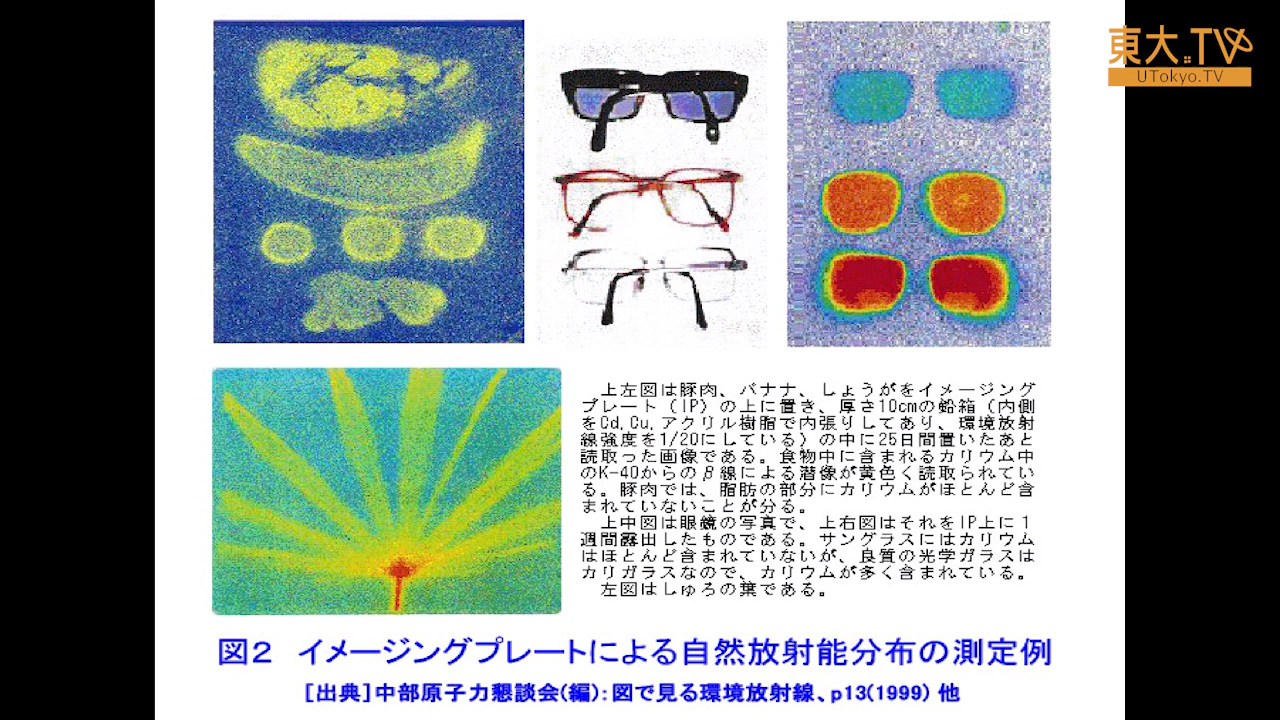 東大.TV
UTokyo.TV
　上左図は豚肉、バナナ、しょうがをイメージング
プレート（IP）の上に置き、厚さ10cmの鉛箱（内側
をCd,Cu,アクリル樹脂で内張りしてあり、環境放射
線強度を1/20にしている）の中に25日間置いたあと
読取った画像である。食物中に含まれるカリウム中
のK-40からのβ線による潜像が黄色く読取られてい
る。豚肉では、脂肪の部分にカリウムがほとんど含
まれていないことが分る。
　上中図は眼鏡の写真で、上右図はそれをIP上に1
週間露出したものである。サングラスにはカリウム
はほとんど含まれていないが、良質の光学ガラスは
カリガラスなので、カリウムが多く含まれている。
　左図はしゅろの葉である。
図２　イメージングプレートによる自然放射能分布の測定例
［出典］中部原子力懇談会(編)：図で見る環境放射線、p13(1999) 他